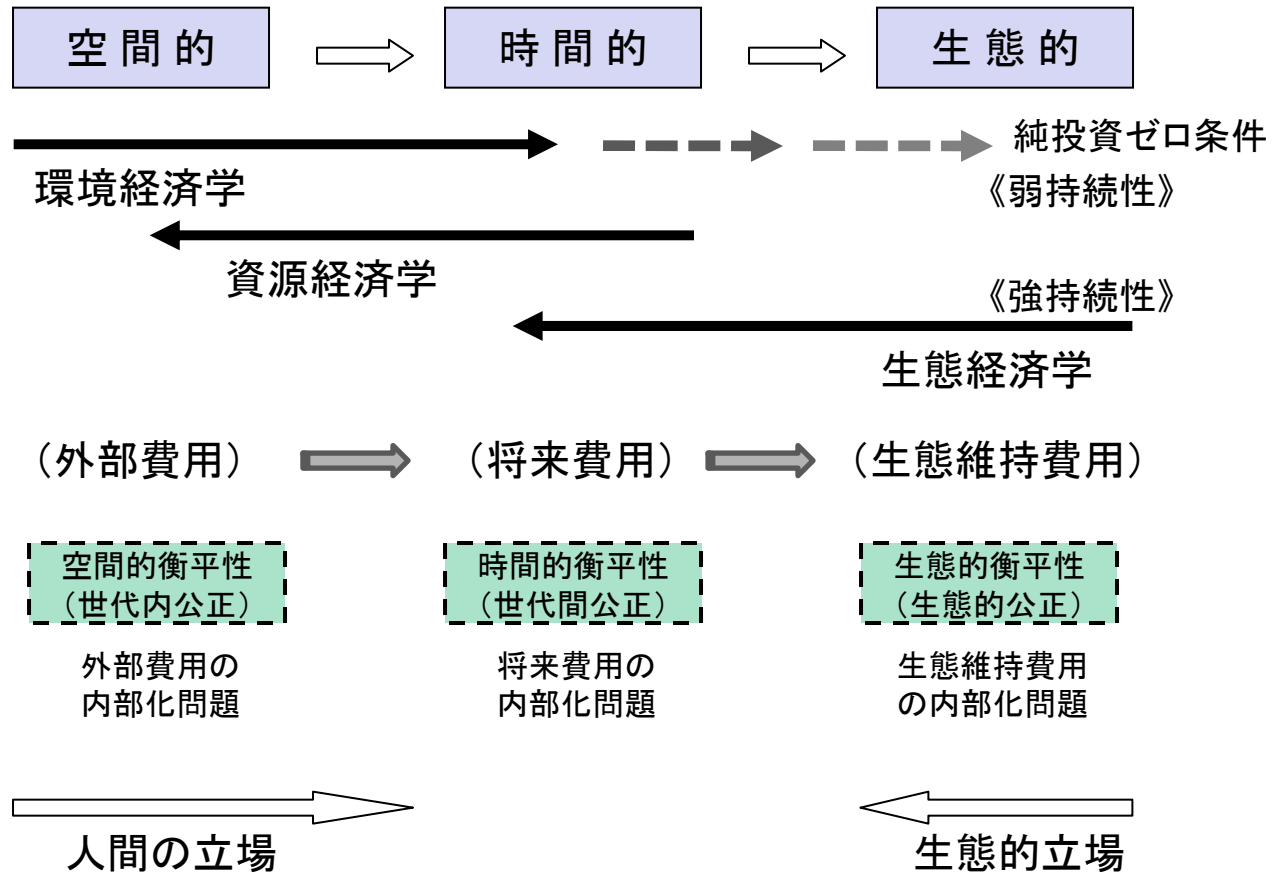 空間的
時間的
生態的
純投資ゼロ条件
環境経済学
《弱持続性》
資源経済学
《強持続性》
生態経済学
（外部費用）
（将来費用）
（生態維持費用）
空間的衡平性
（世代内公正）
時間的衡平性
（世代間公正）
生態的衡平性
（生態的公正）
外部費用の
内部化問題
将来費用の
内部化問題
生態維持費用
の内部化問題
人間の立場
生態的立場